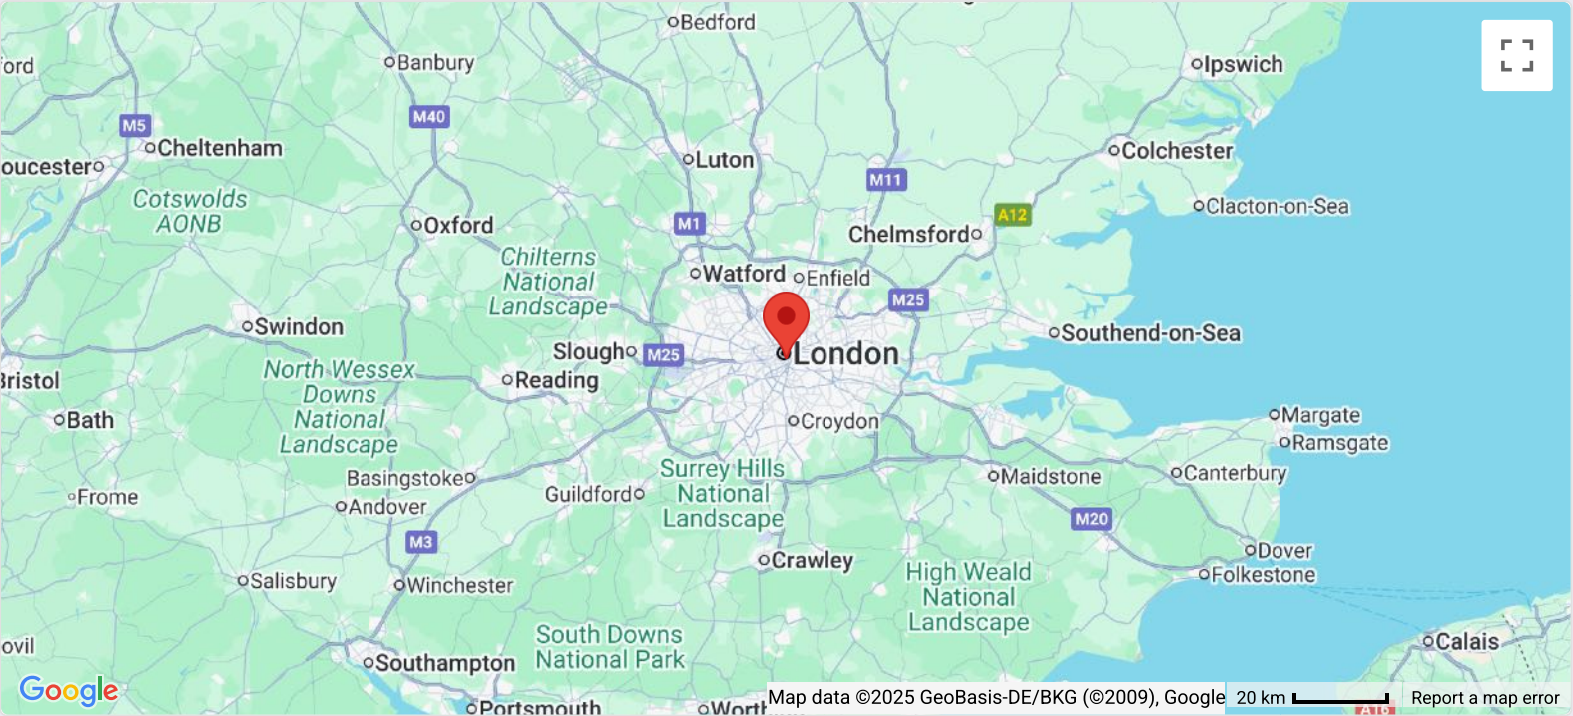 Bedford
Banbury
ford
Ipswich
M40
M5
Cheltenham
Colchester
oucester
Luton
M11
Cotswolds
AONB
Clacton-on-Sea
A12
Oxford
M1
Chelmsford
Chilterns
National
Landscape
Watford
Enfield
M25
Swindon
Southend-on-Sea
Slough
M25
London
North Wessex
Downs
National
Landscape
Reading
Bristol
Bath
Croydon
Margate
Ramsgate
Surrey Hills
National
Landscape
Basingstoke
Maidstone
Canterbury
Frome
Guildford
Andover
M20
M3
Dover
Crawley
Folkestone
High Weald
National
Landscape
Salisbury
Winchester
South Downs
National Park
ovil
Calais
Southampton
Google
Portsmouth
Worth
Map data ©2025 GeoBasis-DE/BKG (©2009), Google
20 km
Report a map error
A16